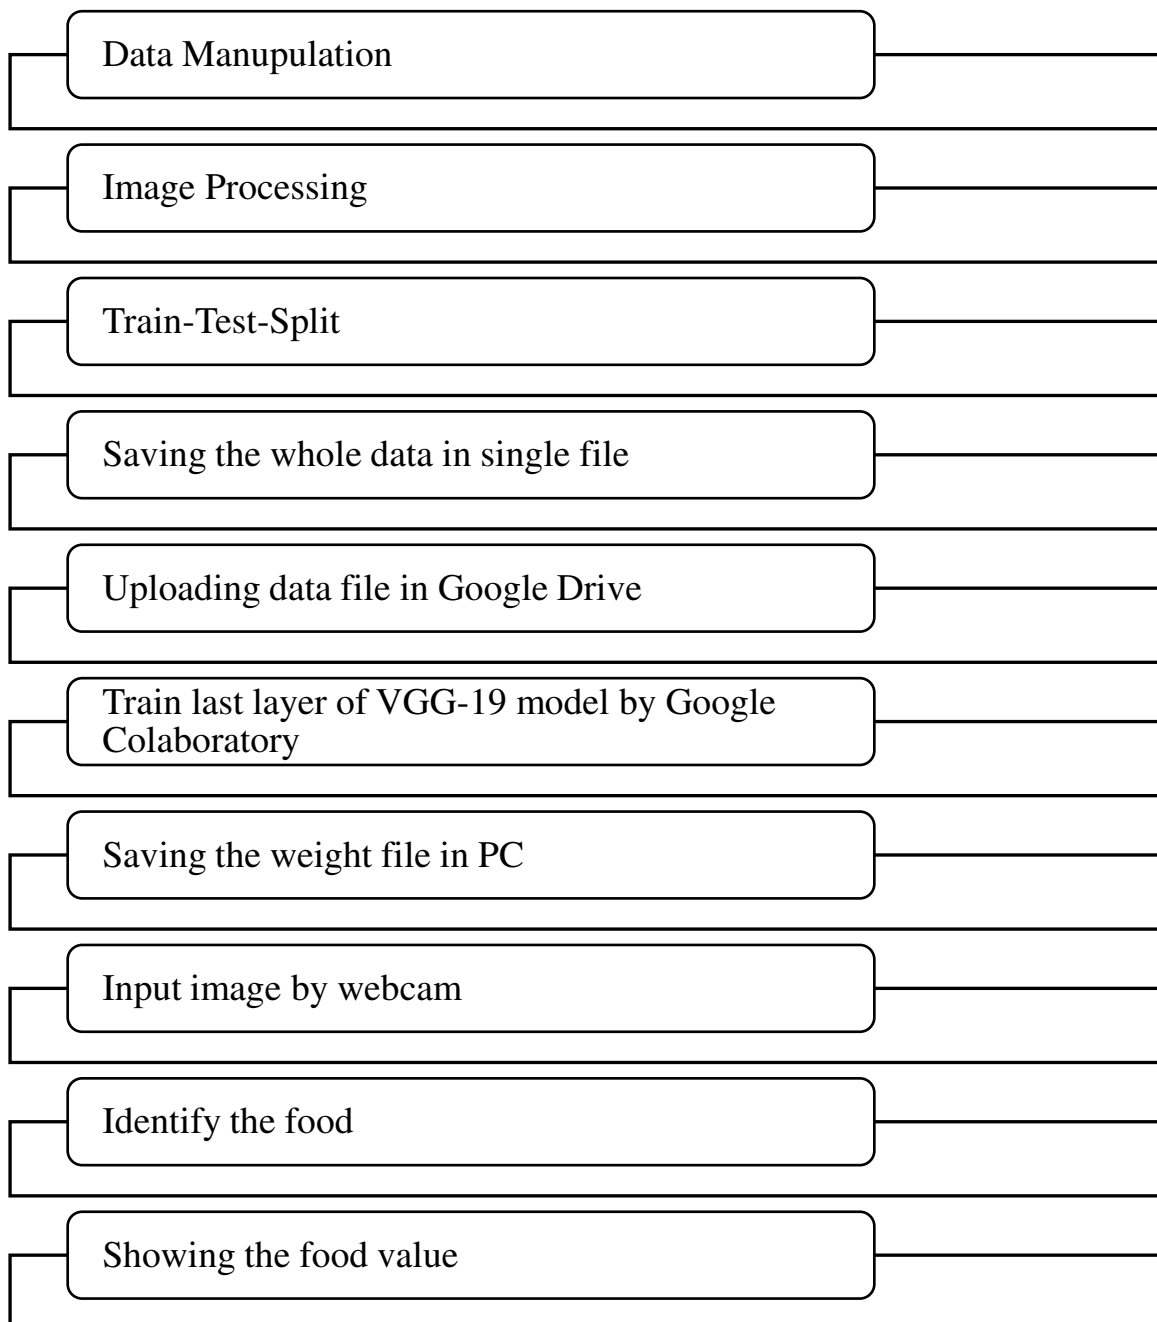 Data Manupulation
Image Processing
Train-Test-Split
Saving the whole data in single file
Uploading data file in Google Drive
Train last layer of VGG-19 model by Google
Colaboratory
Saving the weight file in PC
Input image by webcam
Identify the food
Showing the food value